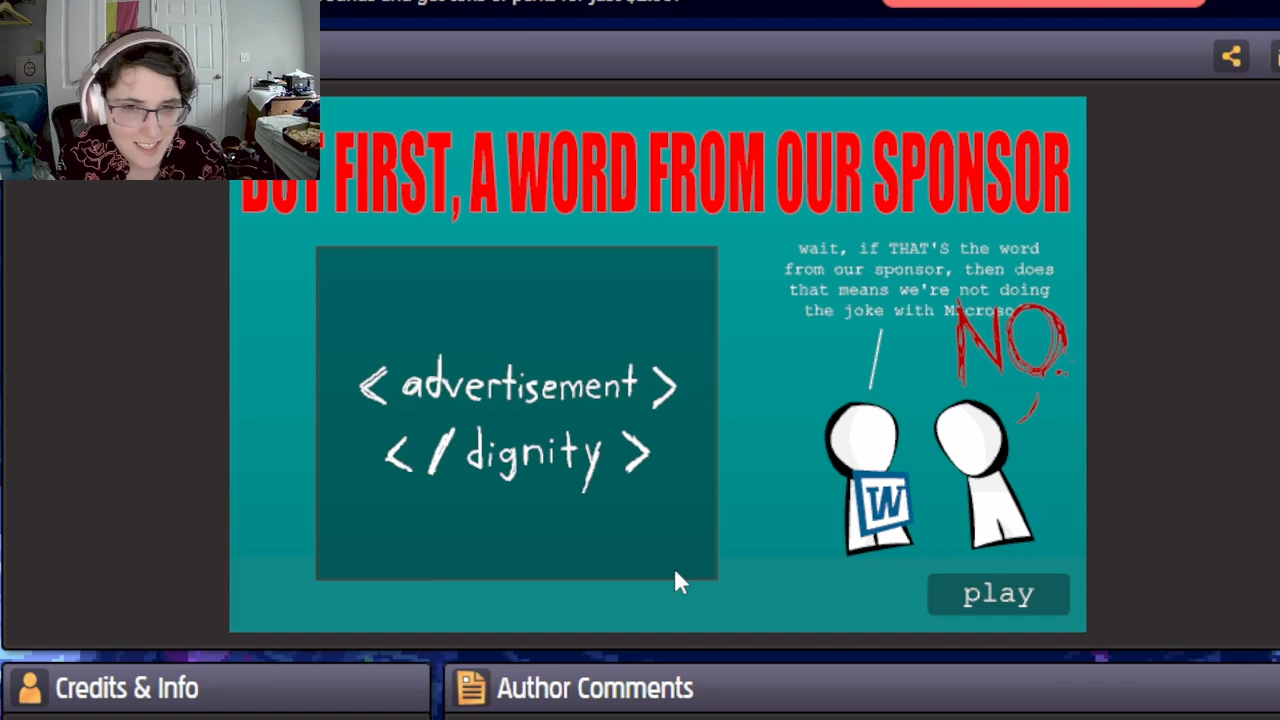 FIRST, A WORD FROM OUR SPONSOR
wait, if THAT'S the word
from our sponsor, then does
that means we're not doing
the joke with Microso
NO.
< advertisement >
< / dignity >
W
play
Credits & Info
Author Comments